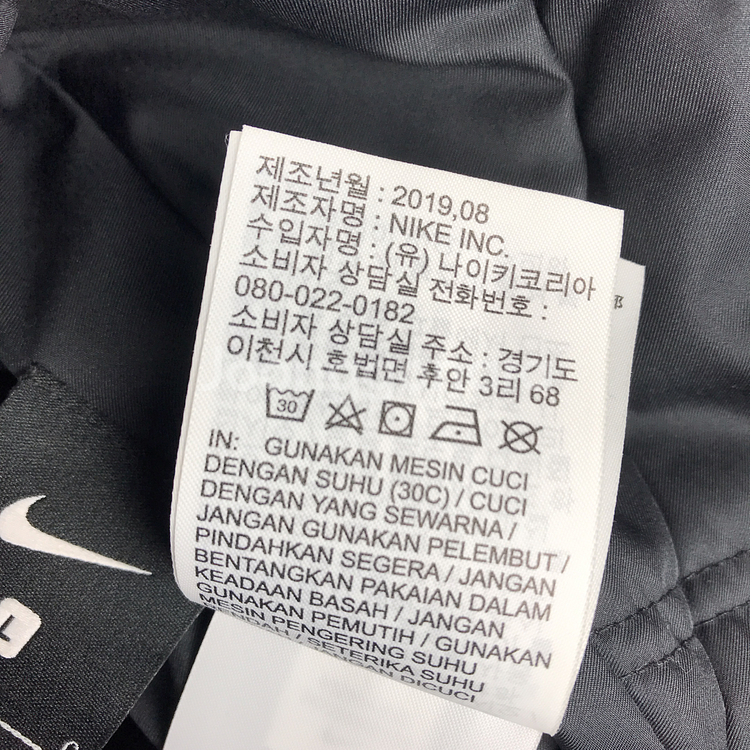 제조년월 : 2019,08
제조자명 : NIKE INC.
수입자명 : (유) 나이키코리아
소비자 상담실 전화번호 :
080-022-0182
소비자 상담실 주소 : 경기도
이천시 호법면 후안 3리 68
30
IN: GUNAKAN MESIN CUCI
DENGAN SUHU (30C) / CUCI
DENGAN YANG SEWARNA /
JANGAN GUNAKAN PELEMBUT /
PINDAHKAN SEGERA / JANGAN
BENTANGKAN PAKAIAN DALAM
KEADAAN BASAH / JANGAN
GUNAKAN PEMUTIH / GUNAKAN
MESIN PENGERING SUHU
RENDAH / SETERIKA SUHU
DICUCI
L